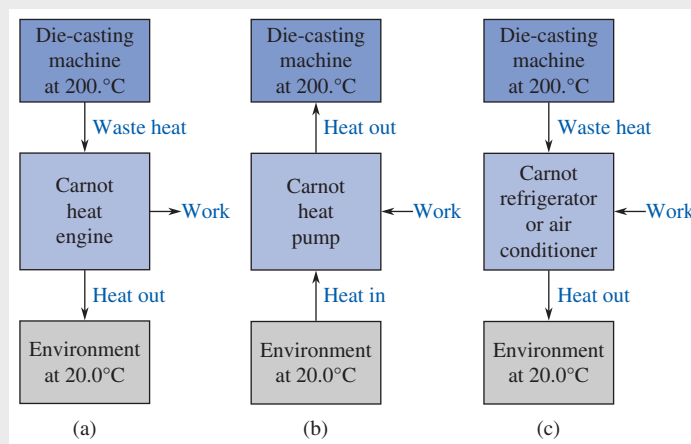 Die-casting
machine
at 200.°C
Waste heat
Carnot
heat
engine
Work
Heat out
Environment
at 20.0°C
(a)
Die-casting
machine
at 200.°C
Heat out
Carnot
heat
pump
Work
Heat in
Environment
at 20.0°C
(b)
Die-casting
machine
at 200.°C
Waste heat
Carnot
refrigerator
or air
conditioner
Work
Heat out
Environment
at 20.0°C
(c)